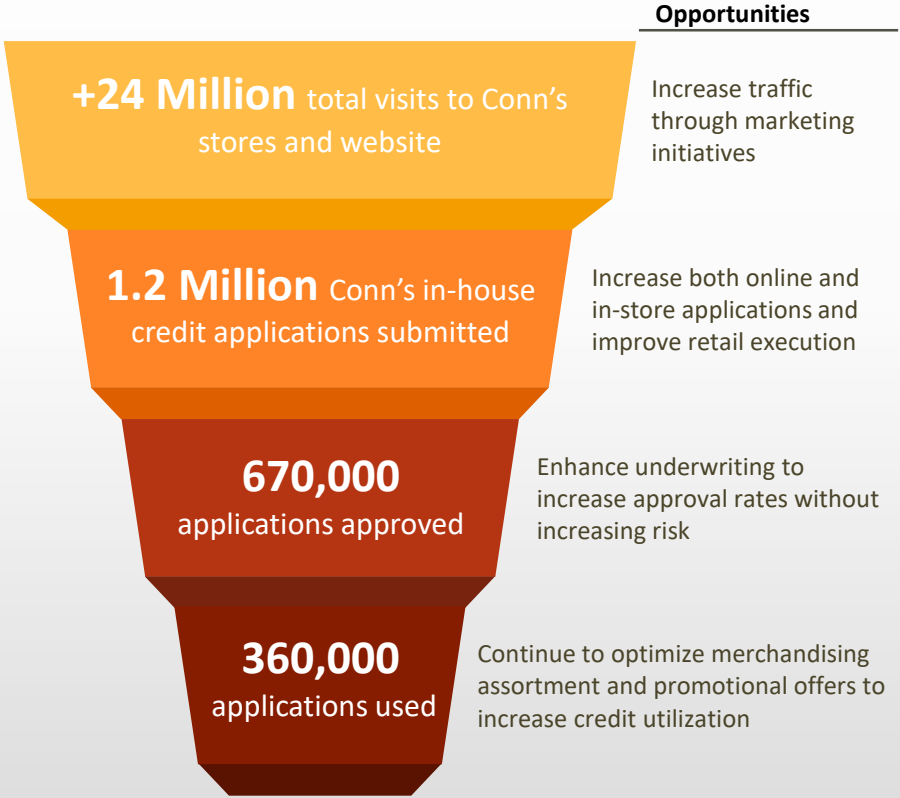 Opportunities
+24 Million total visits to Conn’s
stores and website
Increase traffic
through marketing
initiatives
1.2 Million Conn’s in-house
credit applications submitted
Increase both online and
in-store applications and
improve retail execution
670,000
applications approved
Enhance underwriting to
increase approval rates without
increasing risk
360,000
applications used
Continue to optimize merchandising
assortment and promotional offers to
increase credit utilization